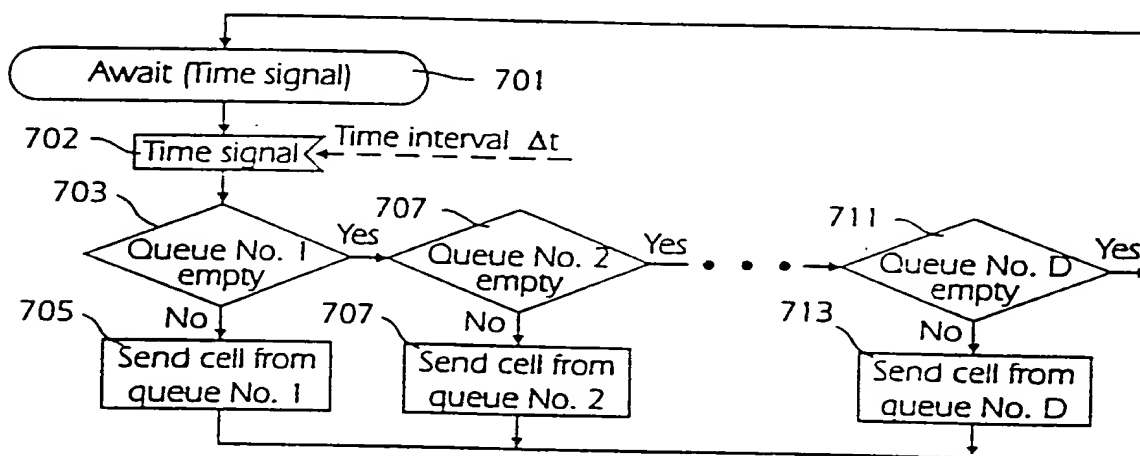 Await (Time signal)
701
702
Time signal
Time interval Δt
703
Queue No. 1
empty
Yes
707
Queue No. 2
empty
Yes
711
Queue No. D
empty
Yes
No
705
Send cell from
queue No. 1
No
707
Send cell from
queue No. 2
No
713
Send cell from
queue No. D